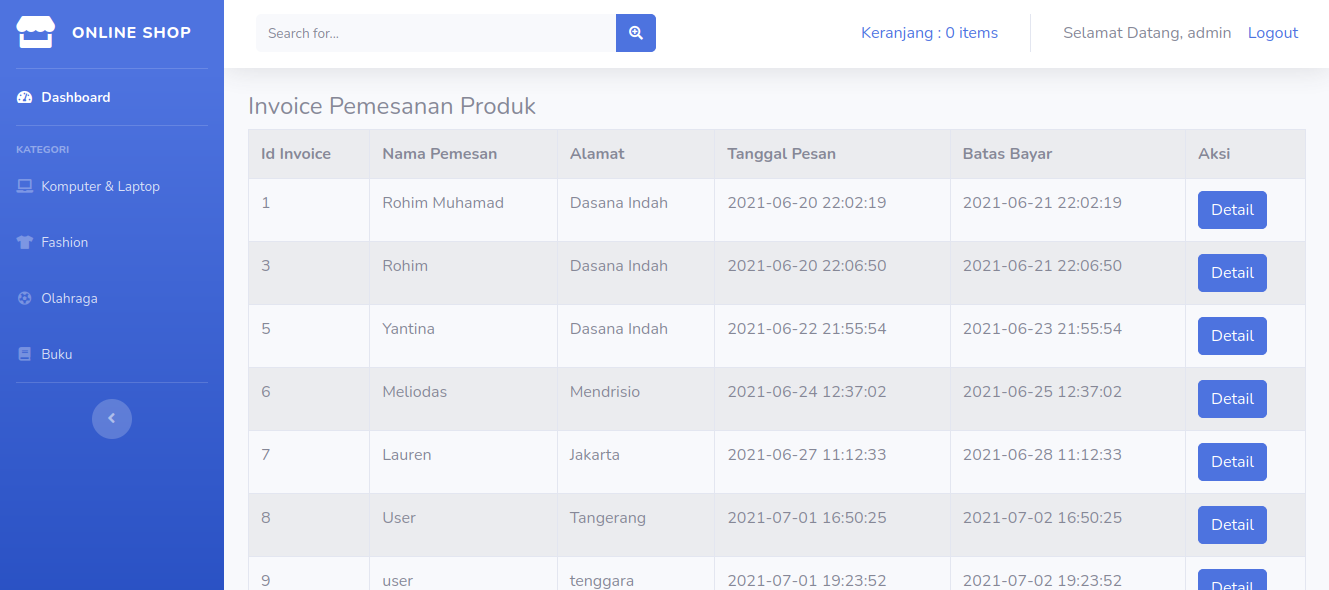 ONLINE SHOP
Search for...
Keranjang : 0 items
Selamat Datang, admin
Logout
Dashboard
KATEGORI
Komputer & Laptop
Fashion
Olahraga
Buku
Invoice Pemesanan Produk
Id Invoice Nama Pemesan Alamat Tanggal Pesan Batas Bayar Aksi
1 Rohim Muhamad Dasana Indah 2021-06-20 22:02:19 2021-06-21 22:02:19 Detail
3 Rohim Dasana Indah 2021-06-20 22:06:50 2021-06-21 22:06:50 Detail
5 Yantina Dasana Indah 2021-06-22 21:55:54 2021-06-23 21:55:54 Detail
6 Meliodas Mendrisio 2021-06-24 12:37:02 2021-06-25 12:37:02 Detail
7 Lauren Jakarta 2021-06-27 11:12:33 2021-06-28 11:12:33 Detail
8 User Tangerang 2021-07-01 16:50:25 2021-07-02 16:50:25 Detail
9 user tenggara 2021-07-01 19:23:52 2021-07-02 19:23:52 Detail